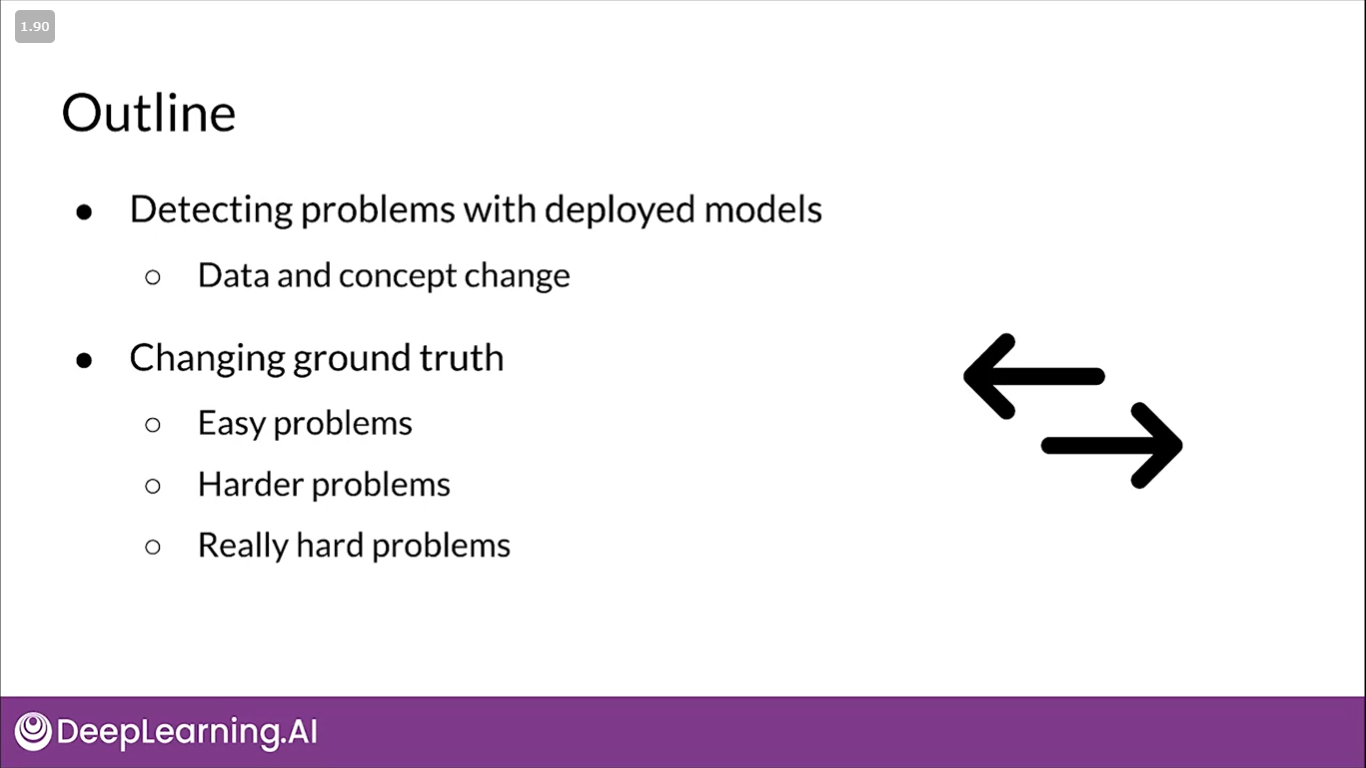 1.90
Outline
● Detecting problems with deployed models
○ Data and concept change
● Changing ground truth
○ Easy problems
○ Harder problems
○ Really hard problems
DeepLearning.AI